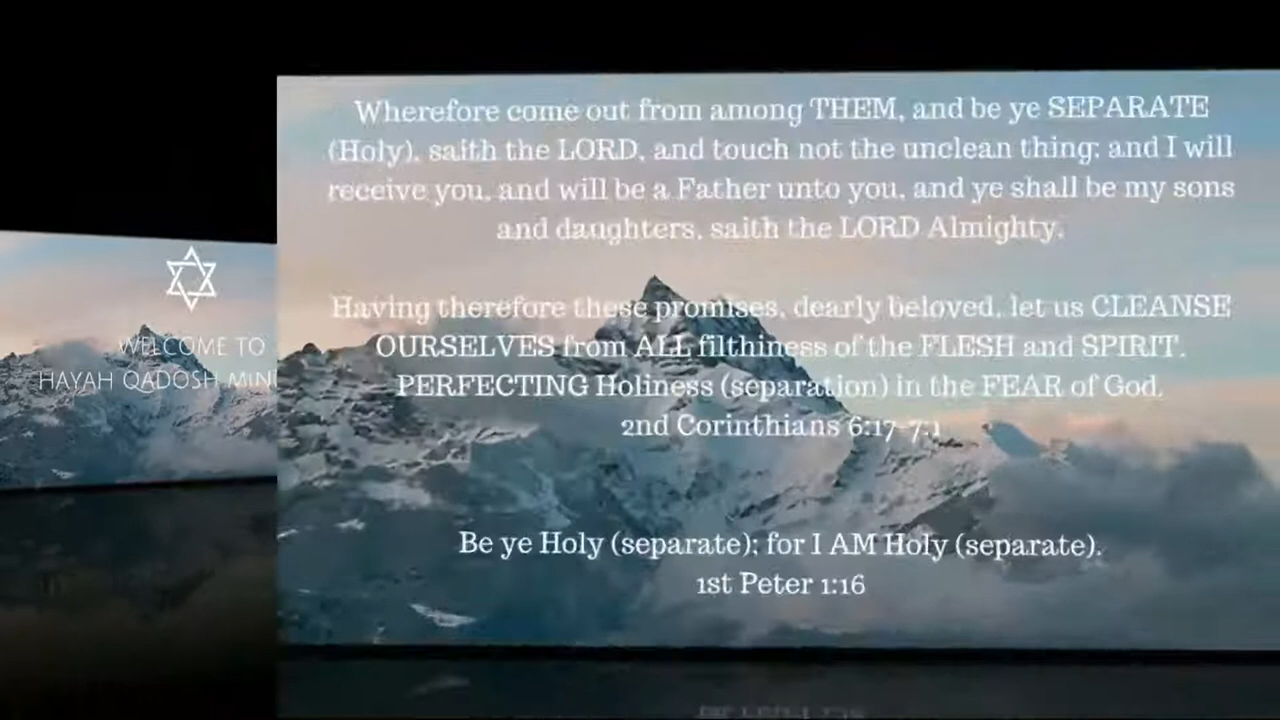 Wherefore come out from among THEM, and be ye SEPARATE
(Holy), saith the LORD, and touch not the unclean thing; and I will
receive you, and will be a Father unto you, and ye shall be my sons
and daughters, saith the LORD Almighty.
Having therefore these promises, dearly beloved, let us CLEANSE
OURSELVES from ALL filthiness of the FLESH and SPIRIT,
PERFECTING Holiness (separation) in the FEAR of God.
2nd Corinthians 6:17-7:1
Be ye Holy (separate); for I AM Holy (separate).
1st Peter 1:16
WELCOME TO
HAYAH QADOSH MIN